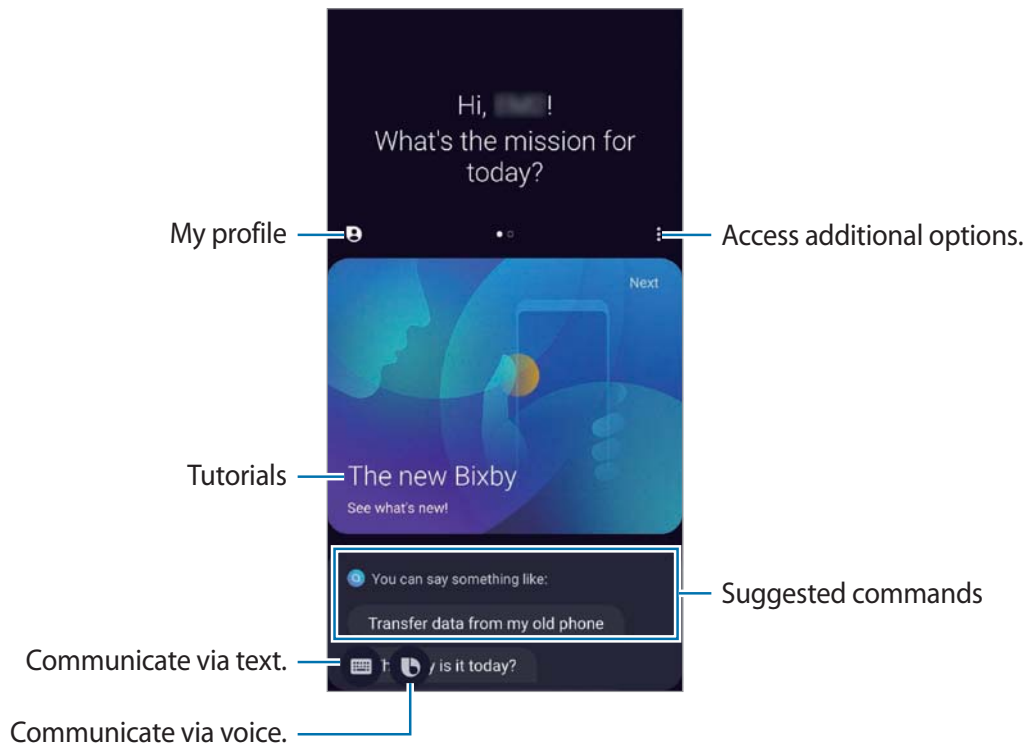 Hi, !
What's the mission for
today?
My profile
Access additional options.
Next
Tutorials
The new Bixby
See what's new!
You can say something like:
Suggested commands
Transfer data from my old phone
Communicate via text.
y is it today?
Communicate via voice.